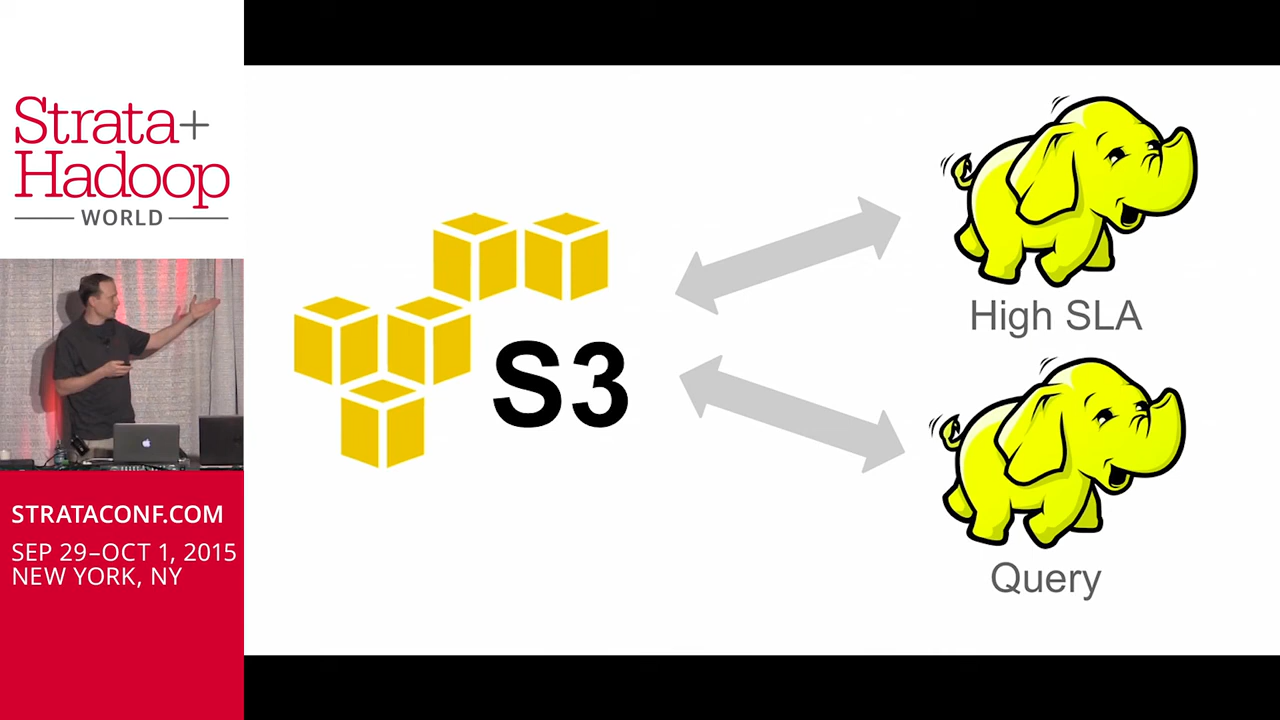 Strata+
Hadoop
WORLD
STRATACONF.COM
SEP 29–OCT 1, 2015
NEW YORK, NY
S3
High SLA
Query